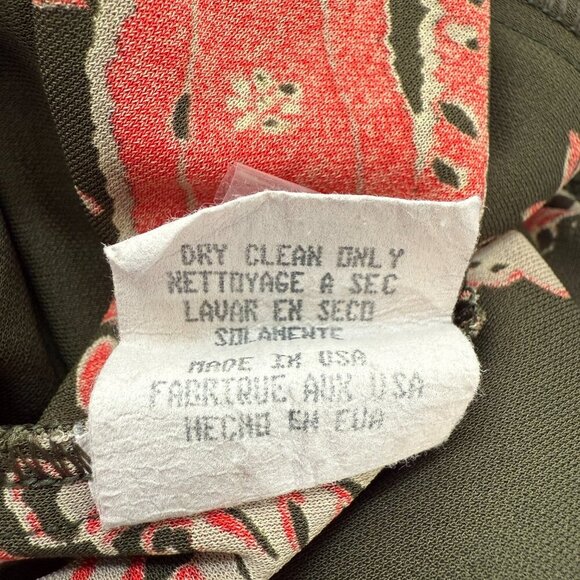 DRY CLEAN ONLY
NETTOYAGE A SEC
LAVAR EN SECO
SOLAMENTE
MADE IN USA
FABRIQUE AUX USA
HECHO EN EUA